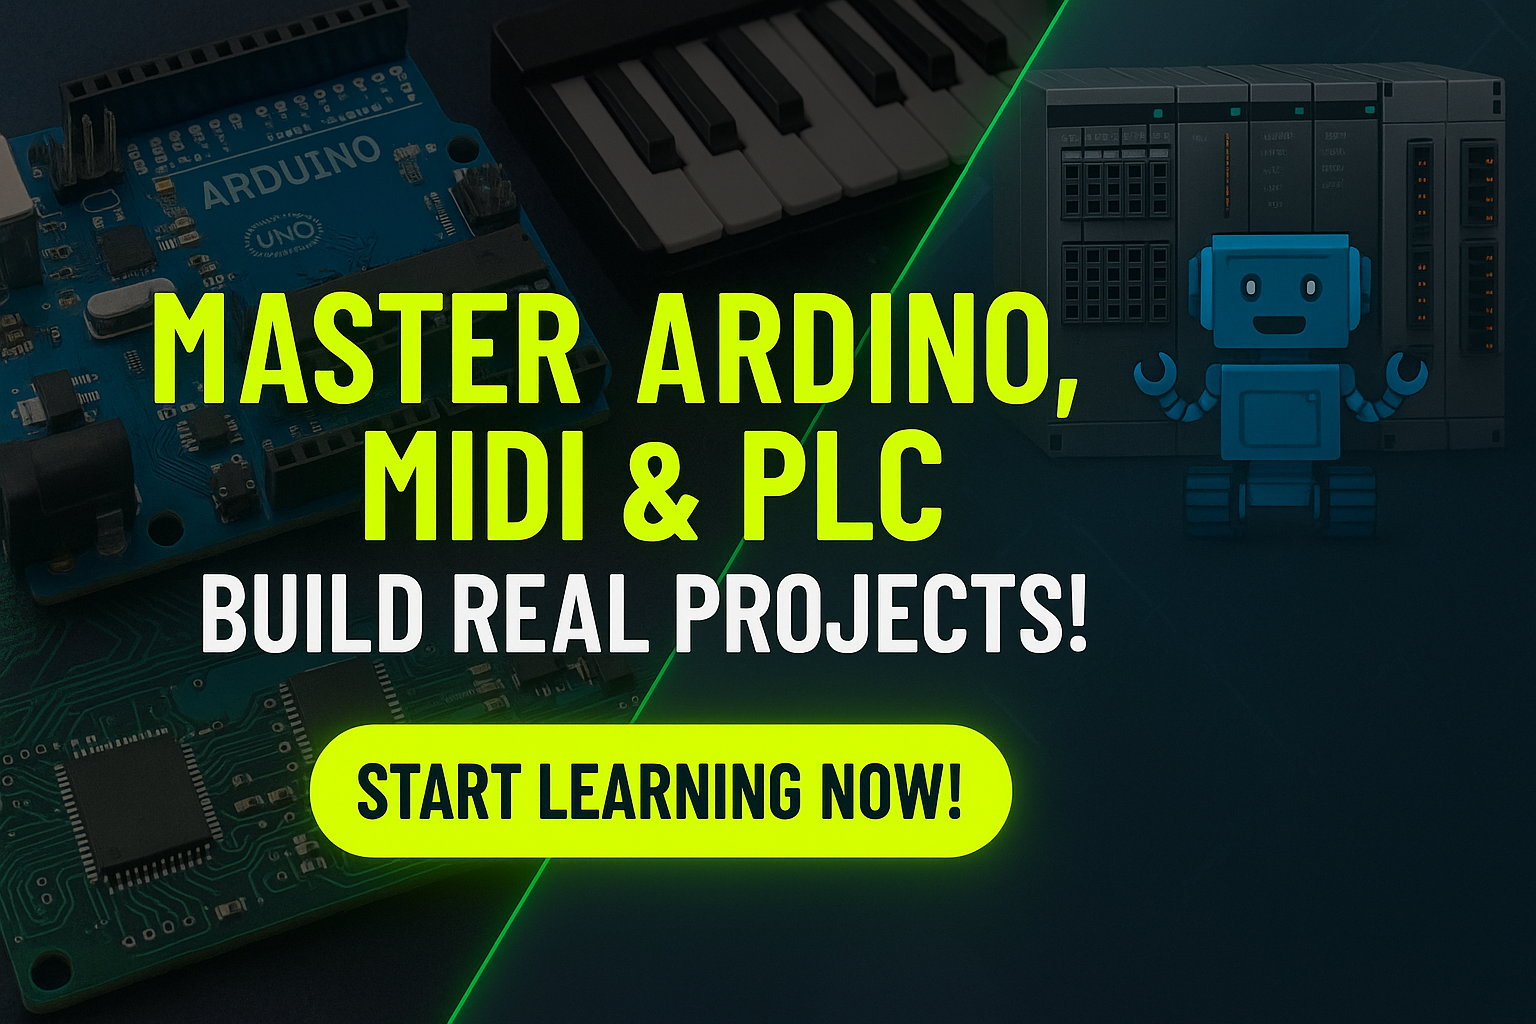 ARDUINO
UNO
MASTER ARDINO,
MIDI & PLC
BUILD REAL PROJECTS!
START LEARNING NOW!